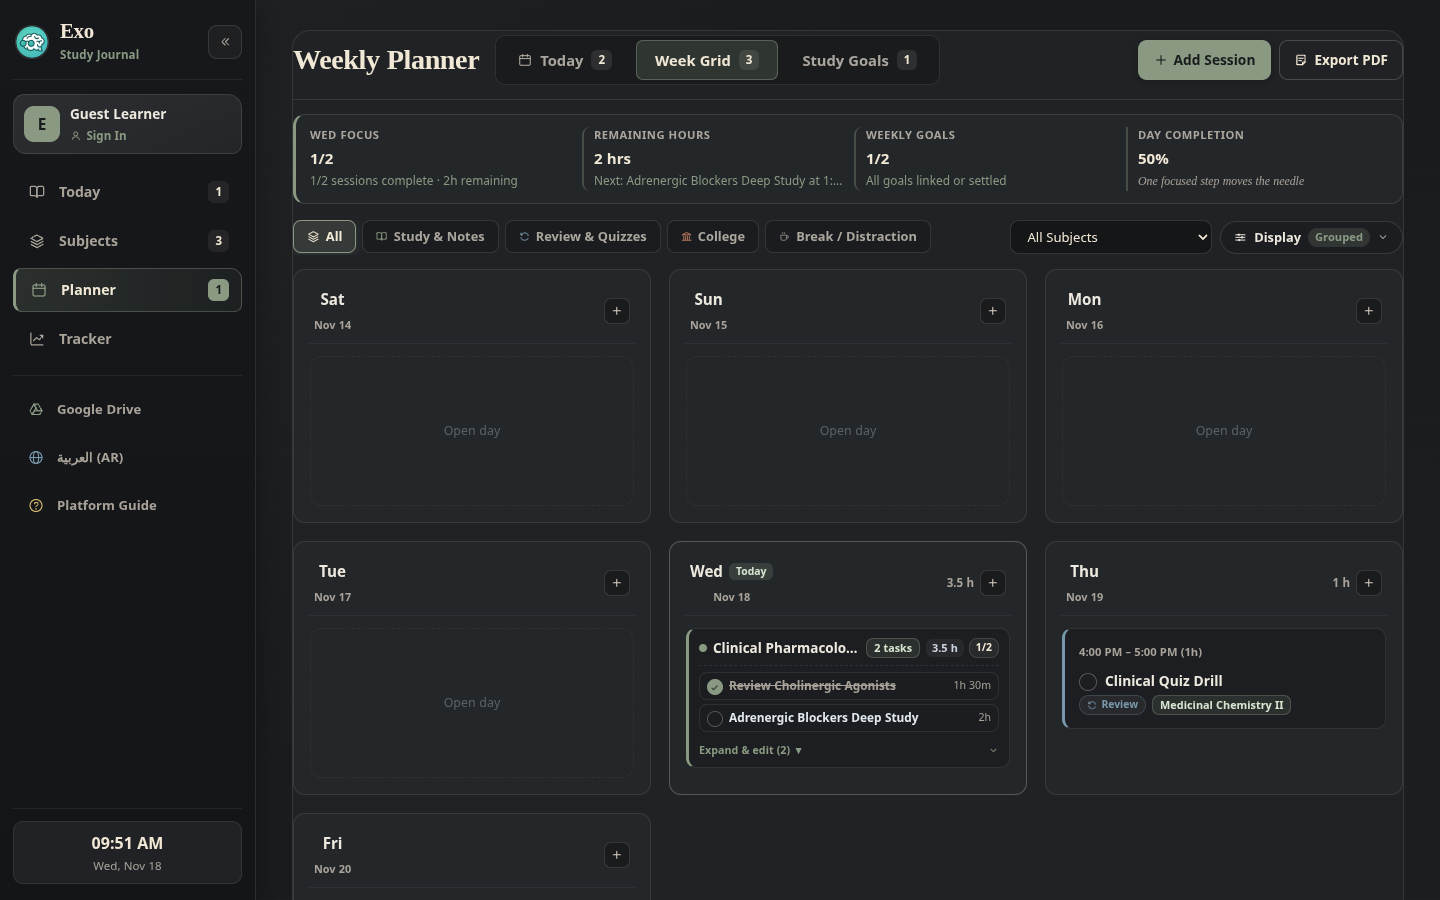 Exo
Study Journal
E
Guest Learner
Sign In
Today 1
Subjects 3
Planner 1
Tracker
Google Drive
العربية (AR)
Platform Guide
09:51 AM
Wed, Nov 18
Weekly Planner
Today 2
Week Grid 3
Study Goals 1
Add Session
Export PDF
WED FOCUS
1/2
1/2 sessions complete · 2h remaining
REMAINING HOURS
2 hrs
Next: Adrenergic Blockers Deep Study at 1:...
WEEKLY GOALS
1/2
All goals linked or settled
DAY COMPLETION
50%
One focused step moves the needle
All
Study & Notes
Review & Quizzes
College
Break / Distraction
All Subjects
Display Grouped
Sat
Nov 14
Open day
Sun
Nov 15
Open day
Mon
Nov 16
Open day
Tue
Nov 17
Open day
Wed Today
Nov 18
3.5 h
Clinical Pharmacolo... 2 tasks 3.5 h 1/2
Review Cholinergic Agonists 1h 30m
Adrenergic Blockers Deep Study 2h
Expand & edit (2) ▼
Thu
Nov 19
1 h
4:00 PM – 5:00 PM (1h)
Clinical Quiz Drill
Review Medicinal Chemistry II
Fri
Nov 20